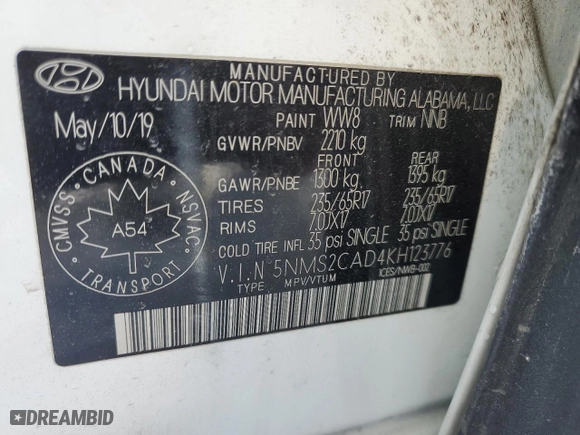 MANUFACTURED BY
HYUNDAI MOTOR MANUFACTURING ALABAMA, LLC
May/10/19 PAINT WW8 TRIM NNB
GVWR/PNBV 2210 kg
FRONT REAR
GAWR/PNBE 1300 kg 1395 kg
TIRES 235/65R17 235/65R17
RIMS 7.0JX17 7.0JX17
COLD TIRE INFL 35 psi SINGLE 35 psi SINGLE
V.I.N 5NMS2CAD4KH123776
TYPE MPV/VTUM ICES/NMB-002
CANADA
CMVSS NSVAC
A54
TRANSPORT
DREAMBID